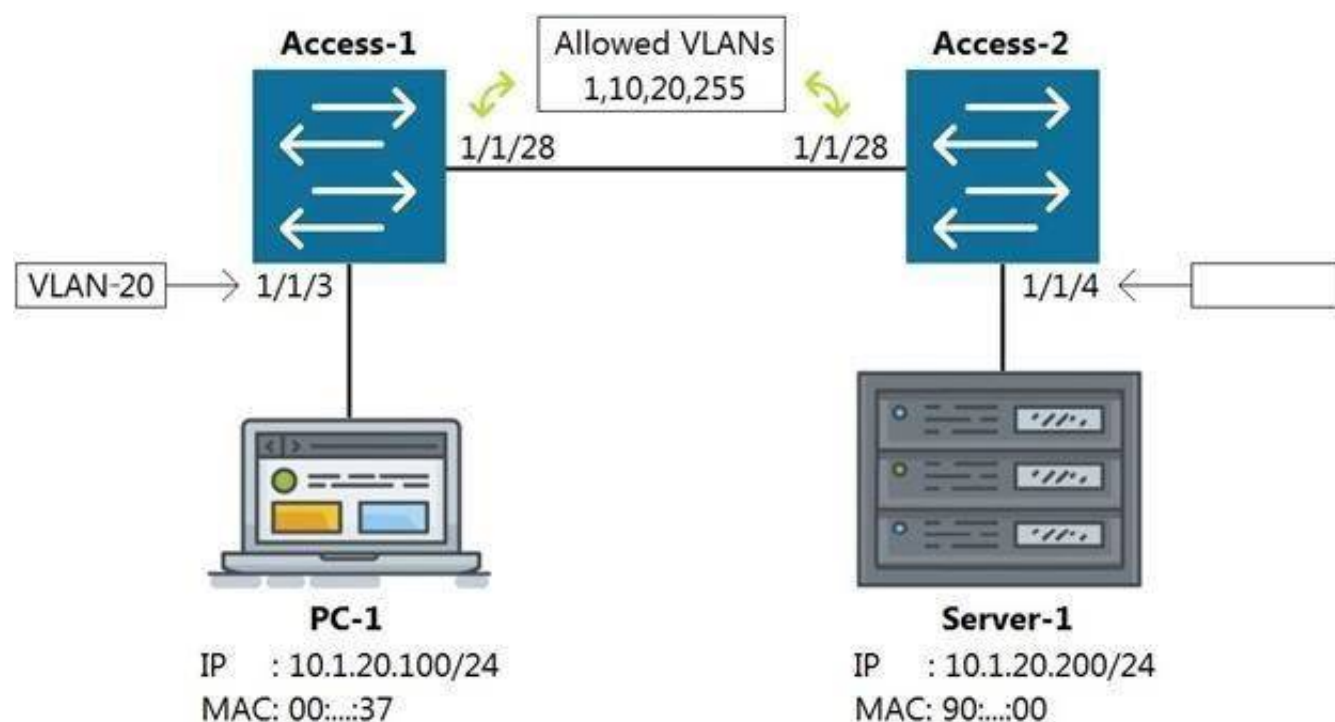 Access-1
Allowed VLANs
1,10,20,255
Access-2
1/1/28
1/1/28
VLAN-20
1/1/3
1/1/4
PC-1
IP : 10.1.20.100/24
MAC: 00:...:37
Server-1
IP : 10.1.20.200/24
MAC: 90:...:00